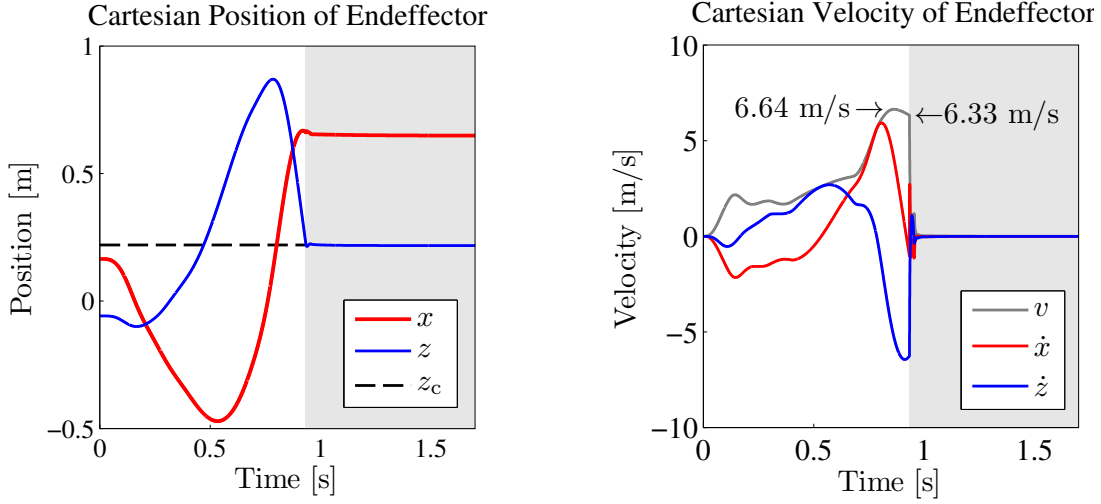 Cartesian Position of Endeffector
1
0.5
0
−0.5
0
0.5
1
1.5
Position [m]
Time [s]
x
z
z_c
Cartesian Velocity of Endeffector
10
5
0
−5
−10
0
0.5
1
1.5
Velocity [m/s]
Time [s]
6.64 m/s→
←6.33 m/s
v
ẋ
ż